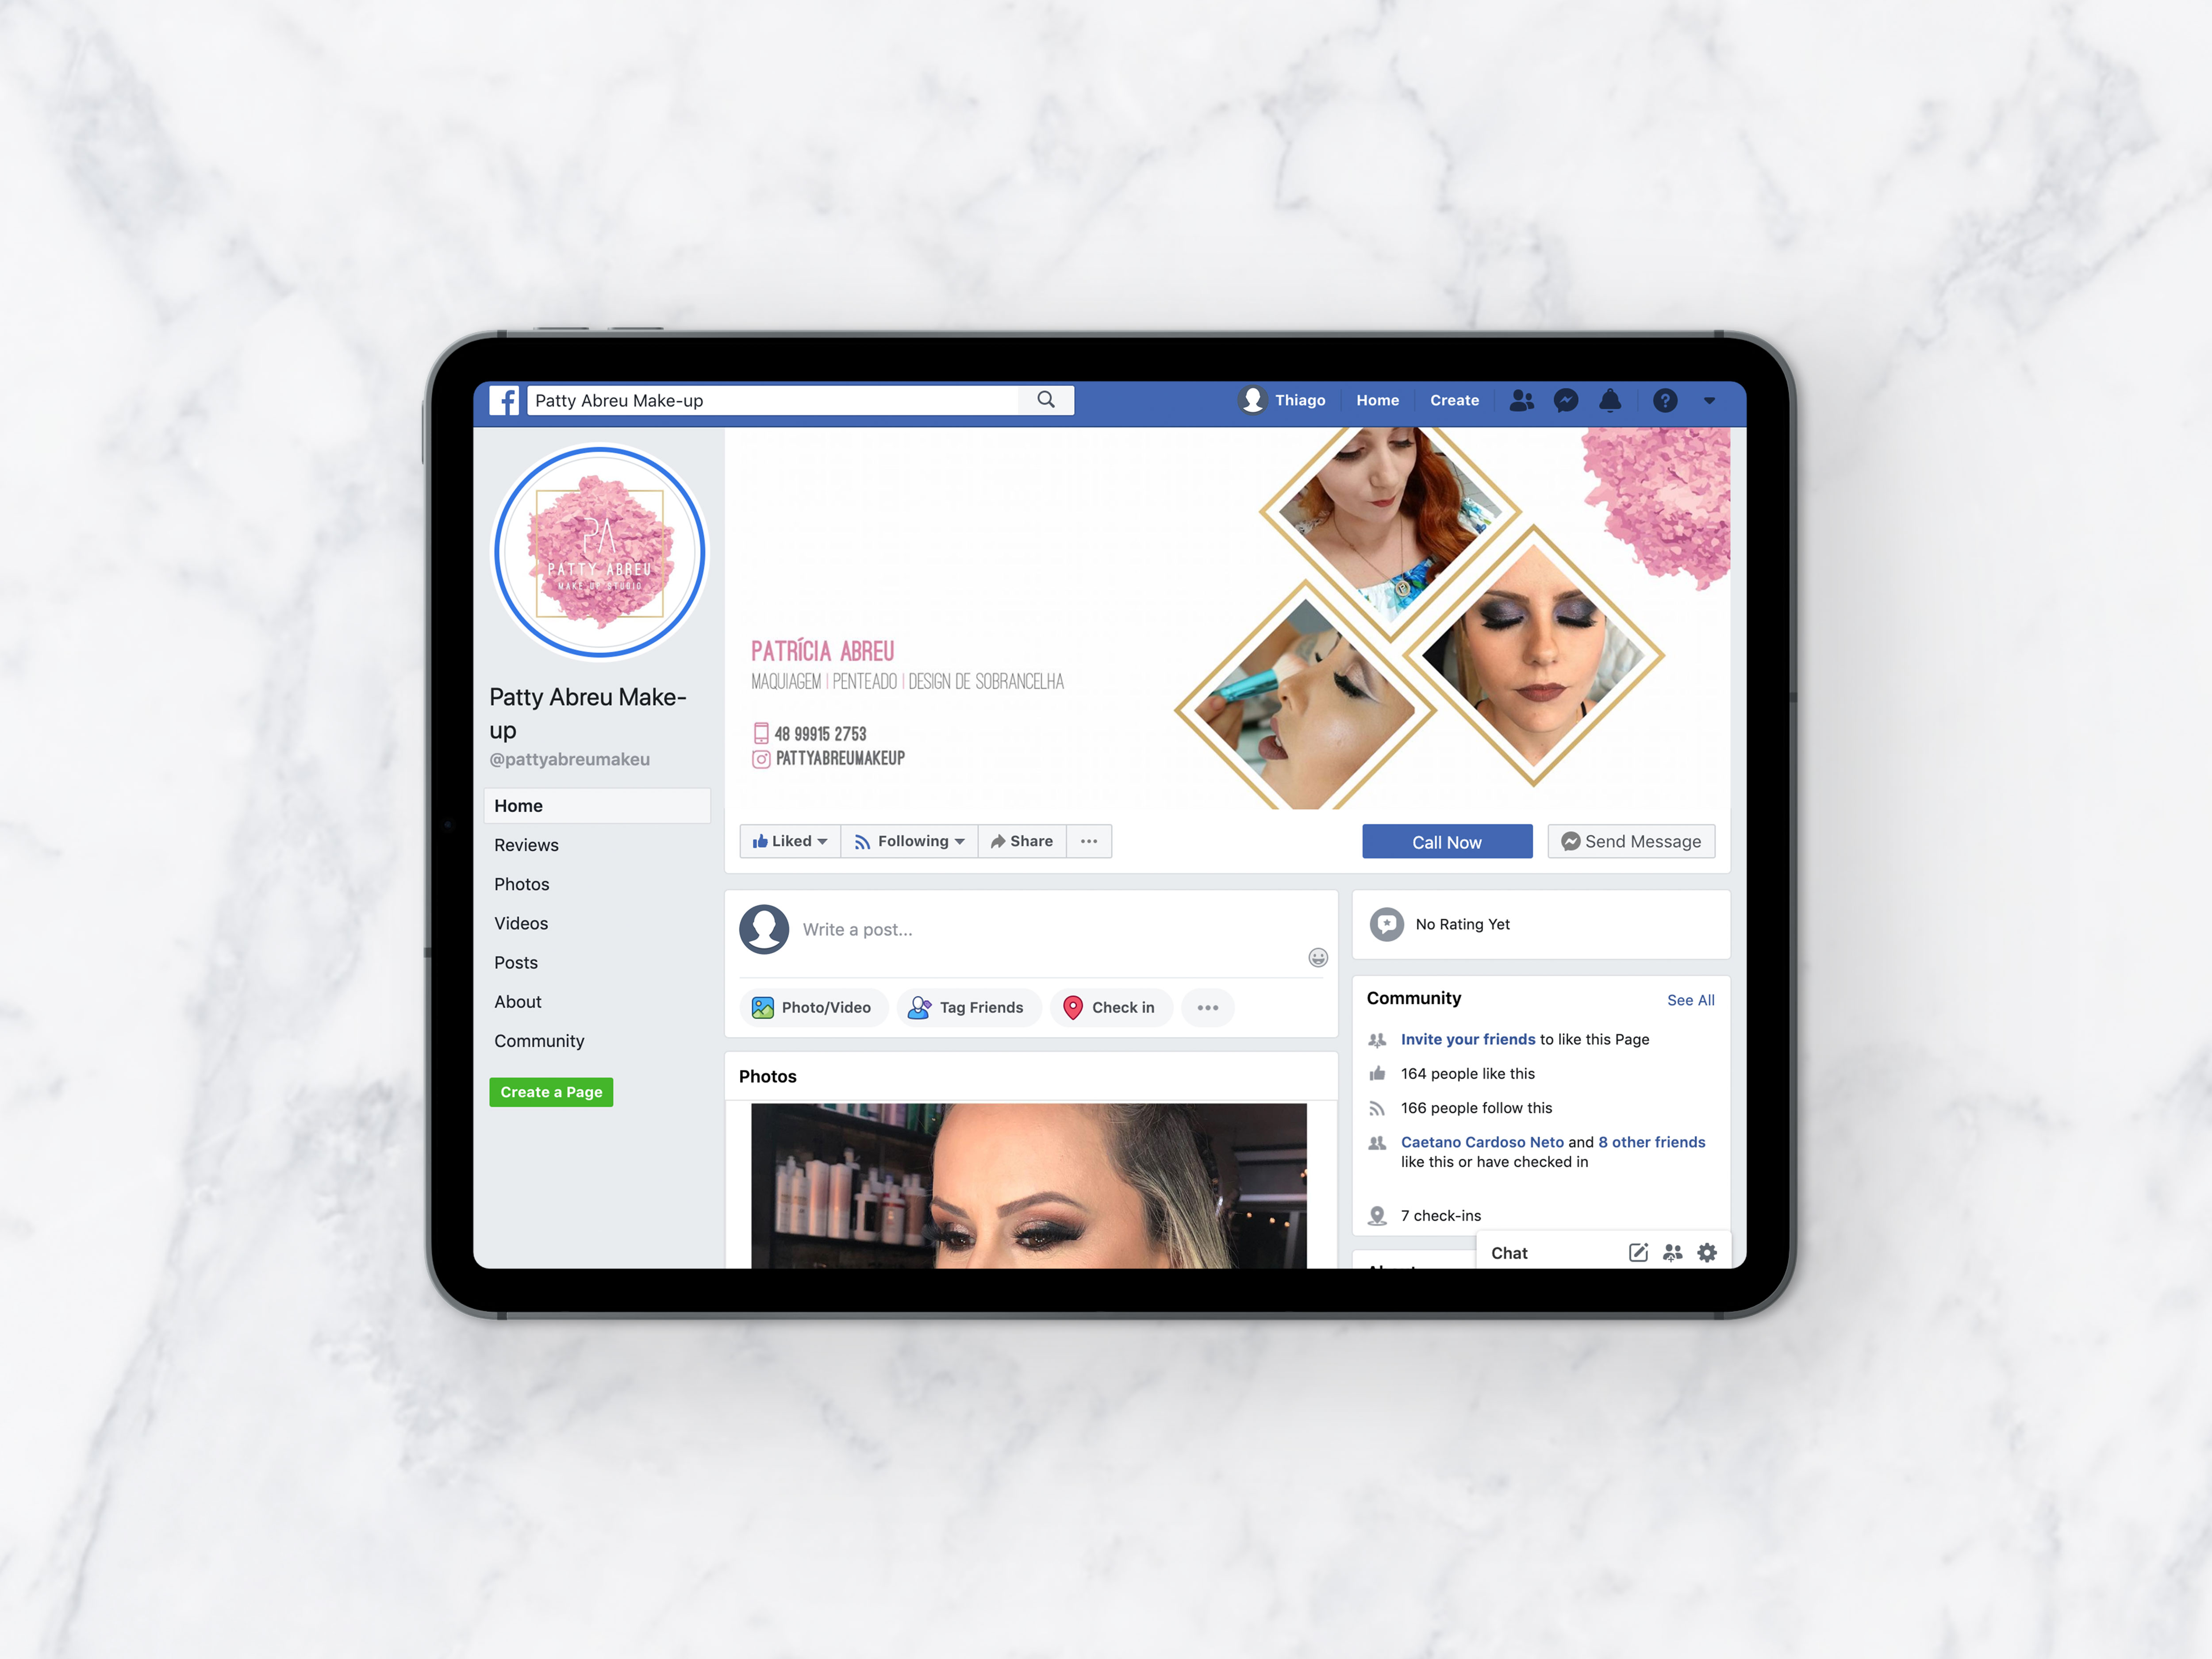 Patty Abreu Make-up
Thiago
Home
Create
PA
PATTY ABREU
MAKE UP STUDIO
Patty Abreu Make-
up
@pattyabreumakeu
Home
Reviews
Photos
Videos
Posts
About
Community
Create a Page
PATRÍCIA ABREU
MAQUIAGEM | PENTEADO | DESIGN DE SOBRANCELHA
48 99915 2753
PATTYABREUMAKEUP
Liked
Following
Share
Call Now
Send Message
Write a post...
Photo/Video
Tag Friends
Check in
Photos
No Rating Yet
Community
See All
Invite your friends to like this Page
164 people like this
166 people follow this
Caetano Cardoso Neto and 8 other friends
like this or have checked in
7 check-ins
Chat